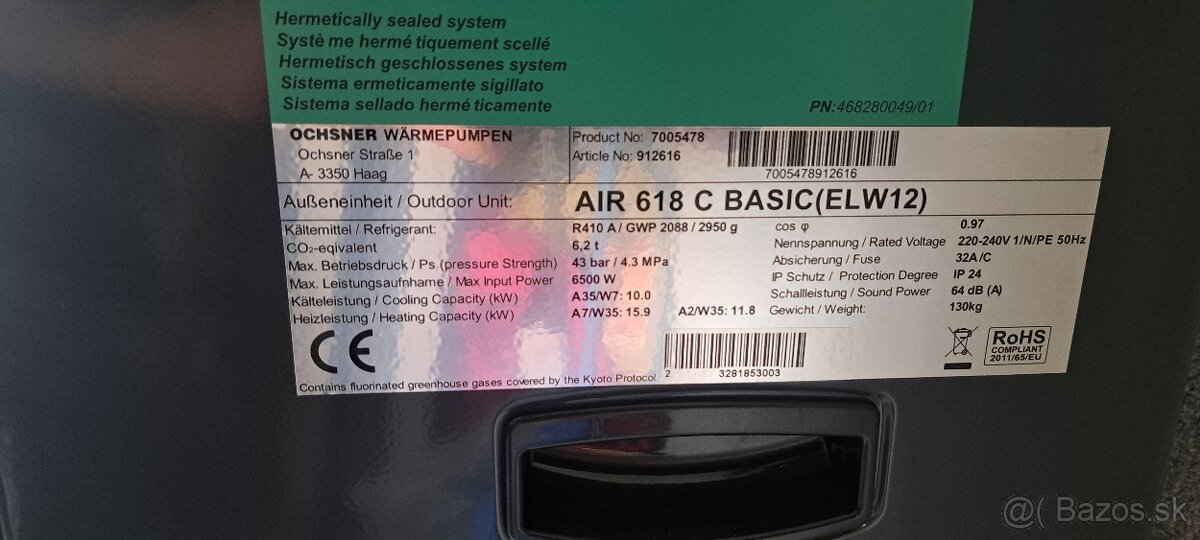 Hermetically sealed system
Systè me hermé tiquement scellé
Hermetisch geschlossenes system
Sistema ermeticamente sigillato
Sistema sellado hermé ticamente
PN:468280049/01
OCHSNER WÄRMEPUMPEN
Ochsner Straße 1
A- 3350 Haag
Product No: 7005478
Article No: 912616
7005478912616
Außeneinheit / Outdoor Unit: AIR 618 C BASIC(ELW12)
Kältemittel / Refrigerant: R410 A / GWP 2088 / 2950 g
CO₂-eqivalent 6,2 t
Max. Betriebsdruck / Ps (pressure Strength) 43 bar / 4.3 MPa
Max. Leistungsaufnhame / Max Input Power 6500 W
Kälteleistung / Cooling Capacity (kW) A35/W7: 10.0
Heizleistung / Heating Capacity (kW) A7/W35: 15.9 A2/W35: 11.8
cos φ 0.97
Nennspannung / Rated Voltage 220-240V 1/N/PE 50Hz
Absicherung / Fuse 32A/C
IP Schutz / Protection Degree IP 24
Schallleistung / Sound Power 64 dB (A)
Gewicht / Weight: 130kg
CE
2 3281853003
RoHS
COMPLIANT
2011/65/EU
Contains fluorinated greenhouse gases covered by the Kyoto Protocol.
@( Bazos.sk